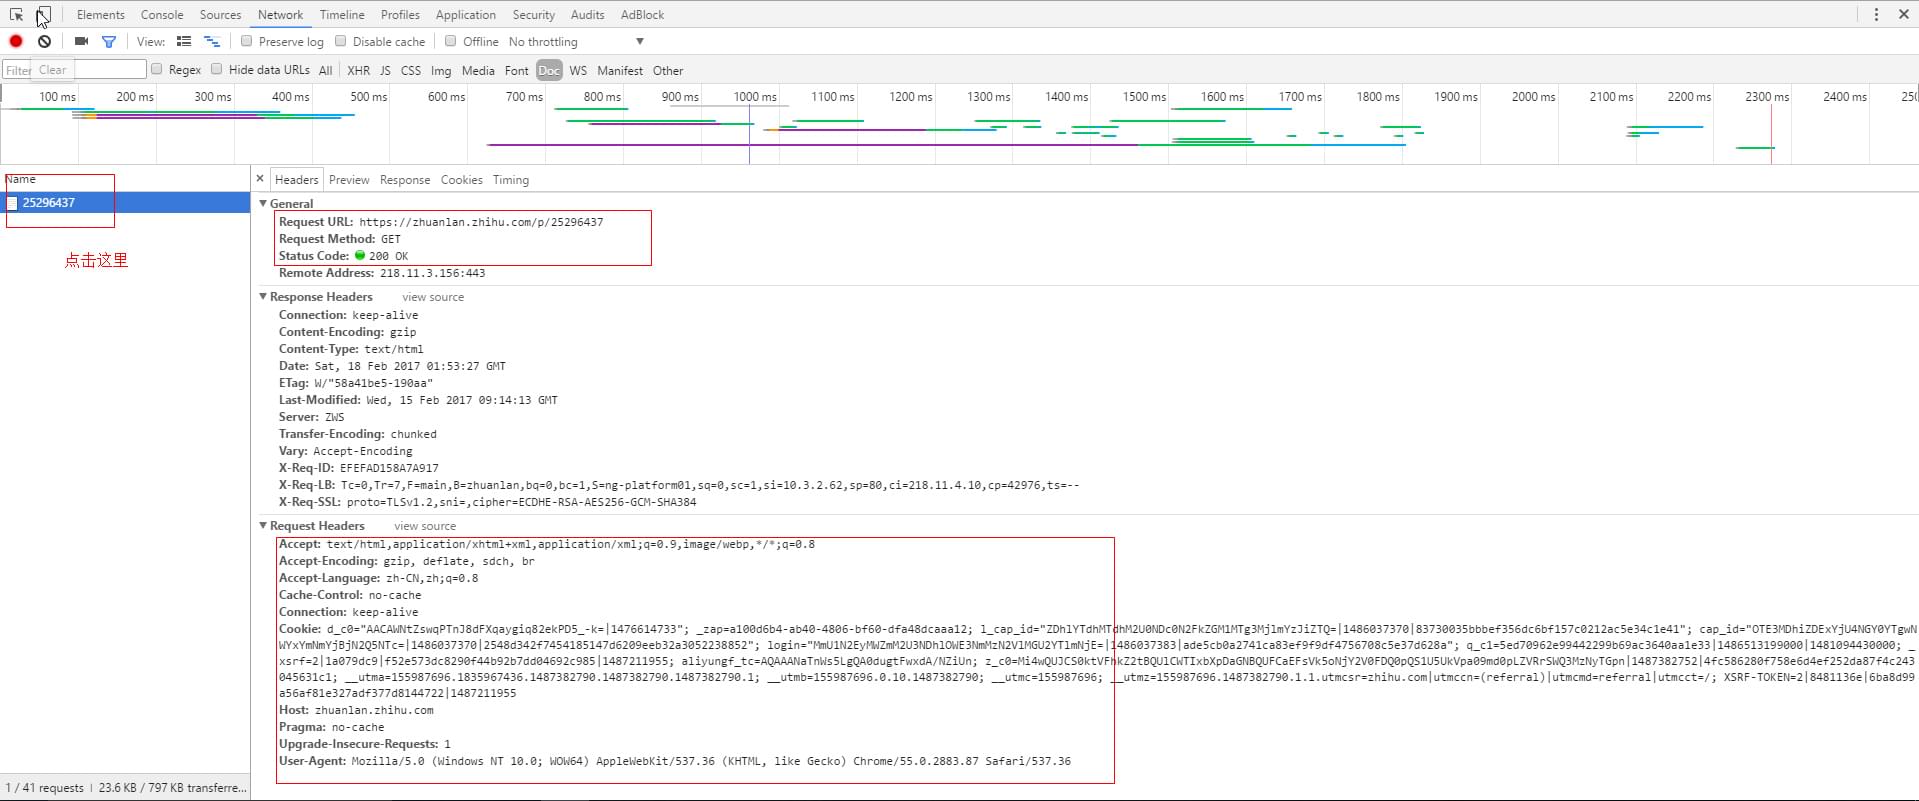 Elements Console Sources Network Timeline Profiles Application Security Audits AdBlock
View: Preserve log Disable cache Offline No throttling
Filter Clear Regex Hide data URLs All XHR JS CSS Img Media Font Doc WS Manifest Other
100 ms 200 ms 300 ms 400 ms 500 ms 600 ms 700 ms 800 ms 900 ms 1000 ms 1100 ms 1200 ms 1300 ms 1400 ms 1500 ms 1600 ms 1700 ms 1800 ms 1900 ms 2000 ms 2100 ms 2200 ms 2300 ms 2400 ms 250
Name
25296437
点击这里
Headers Preview Response Cookies Timing
General
Request URL: https://zhuanlan.zhihu.com/p/25296437
Request Method: GET
Status Code: 200 OK
Remote Address: 218.11.3.156:443
Response Headers view source
Connection: keep-alive
Content-Encoding: gzip
Content-Type: text/html
Date: Sat, 18 Feb 2017 01:53:27 GMT
ETag: W/"58a41be5-190aa"
Last-Modified: Wed, 15 Feb 2017 09:14:13 GMT
Server: ZWS
Transfer-Encoding: chunked
Vary: Accept-Encoding
X-Req-ID: EFEFAD158A7A917
X-Req-LB: Tc=0,Tr=7,F=main,B=zhuanlan,bq=0,bc=1,S=ng-platform01,sq=0,sc=1,si=10.3.2.62,sp=80,ci=218.11.4.10,cp=42976,ts=--
X-Req-SSL: proto=TLSv1.2,sni=,cipher=ECDHE-RSA-AES256-GCM-SHA384
Request Headers view source
Accept: text/html,application/xhtml+xml,application/xml;q=0.9,image/webp,*/*;q=0.8
Accept-Encoding: gzip, deflate, sdch, br
Accept-Language: zh-CN,zh;q=0.8
Cache-Control: no-cache
Connection: keep-alive
Cookie: d_c0="AACAWNtZswqPTnJ8dFXqaygiq82ekPD5_-k=|1476614733"; _zap=a100d6b4-ab40-4806-bf60-dfa48dcaaa12; l_cap_id="ZDhlYTdhMTdhM2U0NDc0N2FkZGM1MTg3MjlmYzJiZTQ=|1486037370|83730035bbbef356dc6bf157c0212ac5e34c1e41"; cap_id="OTE3MDhiZDExYjU4NGY0YTgwN
WYxYmNmYjBjN2Q5NTc=|1486037370|2548d342f7454185147d6209eeb32a3052238852"; login="MmU1N2EyMWZmM2U3NDhlOWE3NmMzN2V1MGU2YTlmNjE=|1486037383|ade5cb0a2741ca83ef9f9df4756708c5e37d628a"; q_c1=5ed70962e99442299b69ac3640aa1e33|1486513199000|1481094430000; _
xsrf=2|1a079dc9|f52e573dc8290f44b92b7dd04692c985|1487211955; aliyungf_tc=AQAAANaTnWs5LgQA0dugtFwxdA/NZiUn; z_c0=Mi4wQUJCS0ktVFhkZ2tBQUlCWTIxbXpDaGNBQUFCaEFsVk5oNjY2V0FDQ0pQS1U5UkVpa09md0pLZVRrSWQ3MzNyTGpn|1487382752|4fc586280f758e6d4ef252da87f4c243
045631c1; __utma=155987696.1835967436.1487382790.1487382790.1487382790.1; __utmb=155987696.0.10.1487382790; __utmc=155987696; __utmz=155987696.1487382790.1.1.utmcsr=zhihu.com|utmccn=(referral)|utmcmd=referral|utmcct=/; XSRF-TOKEN=2|8481136e|6ba8d99
a56af81e327adf377d8144722|1487211955
Host: zhuanlan.zhihu.com
Pragma: no-cache
Upgrade-Insecure-Requests: 1
User-Agent: Mozilla/5.0 (Windows NT 10.0; WOW64) AppleWebKit/537.36 (KHTML, like Gecko) Chrome/55.0.2883.87 Safari/537.36
1 / 41 requests | 23.6 KB / 797 KB transferre...